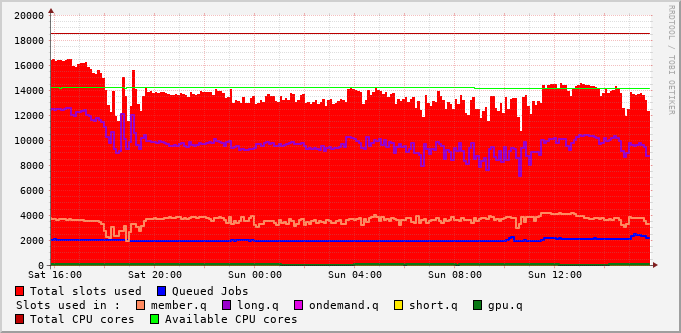 RRDTOOL / TOBI OETIKER
20000
18000
16000
14000
12000
10000
8000
6000
4000
2000
0
Sat 16:00 Sat 20:00 Sun 00:00 Sun 04:00 Sun 08:00 Sun 12:00
Total slots used Queued Jobs
Slots used in : member.q long.q ondemand.q short.q gpu.q
Total CPU cores Available CPU cores